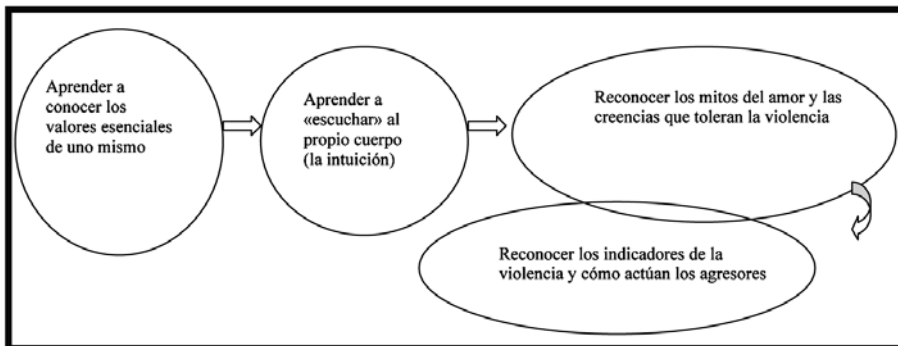 Aprender a
conocer los
valores esenciales
de uno mismo
Aprender a
«escuchar» al
propio cuerpo
(la intuición)
Reconocer los mitos del amor y las
creencias que toleran la violencia
Reconocer los indicadores de la
violencia y cómo actúan los agresores